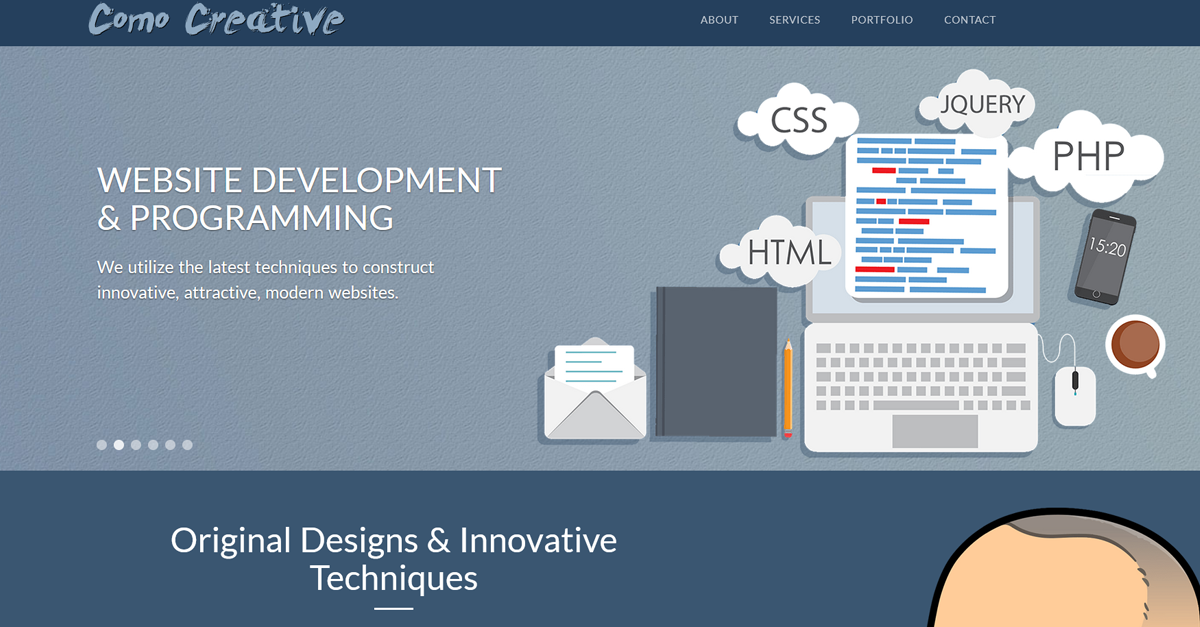 Como Creative
ABOUT SERVICES PORTFOLIO CONTACT
WEBSITE DEVELOPMENT
& PROGRAMMING
We utilize the latest techniques to construct
innovative, attractive, modern websites.
CSS
JQUERY
PHP
HTML
15:20
Original Designs & Innovative
Techniques